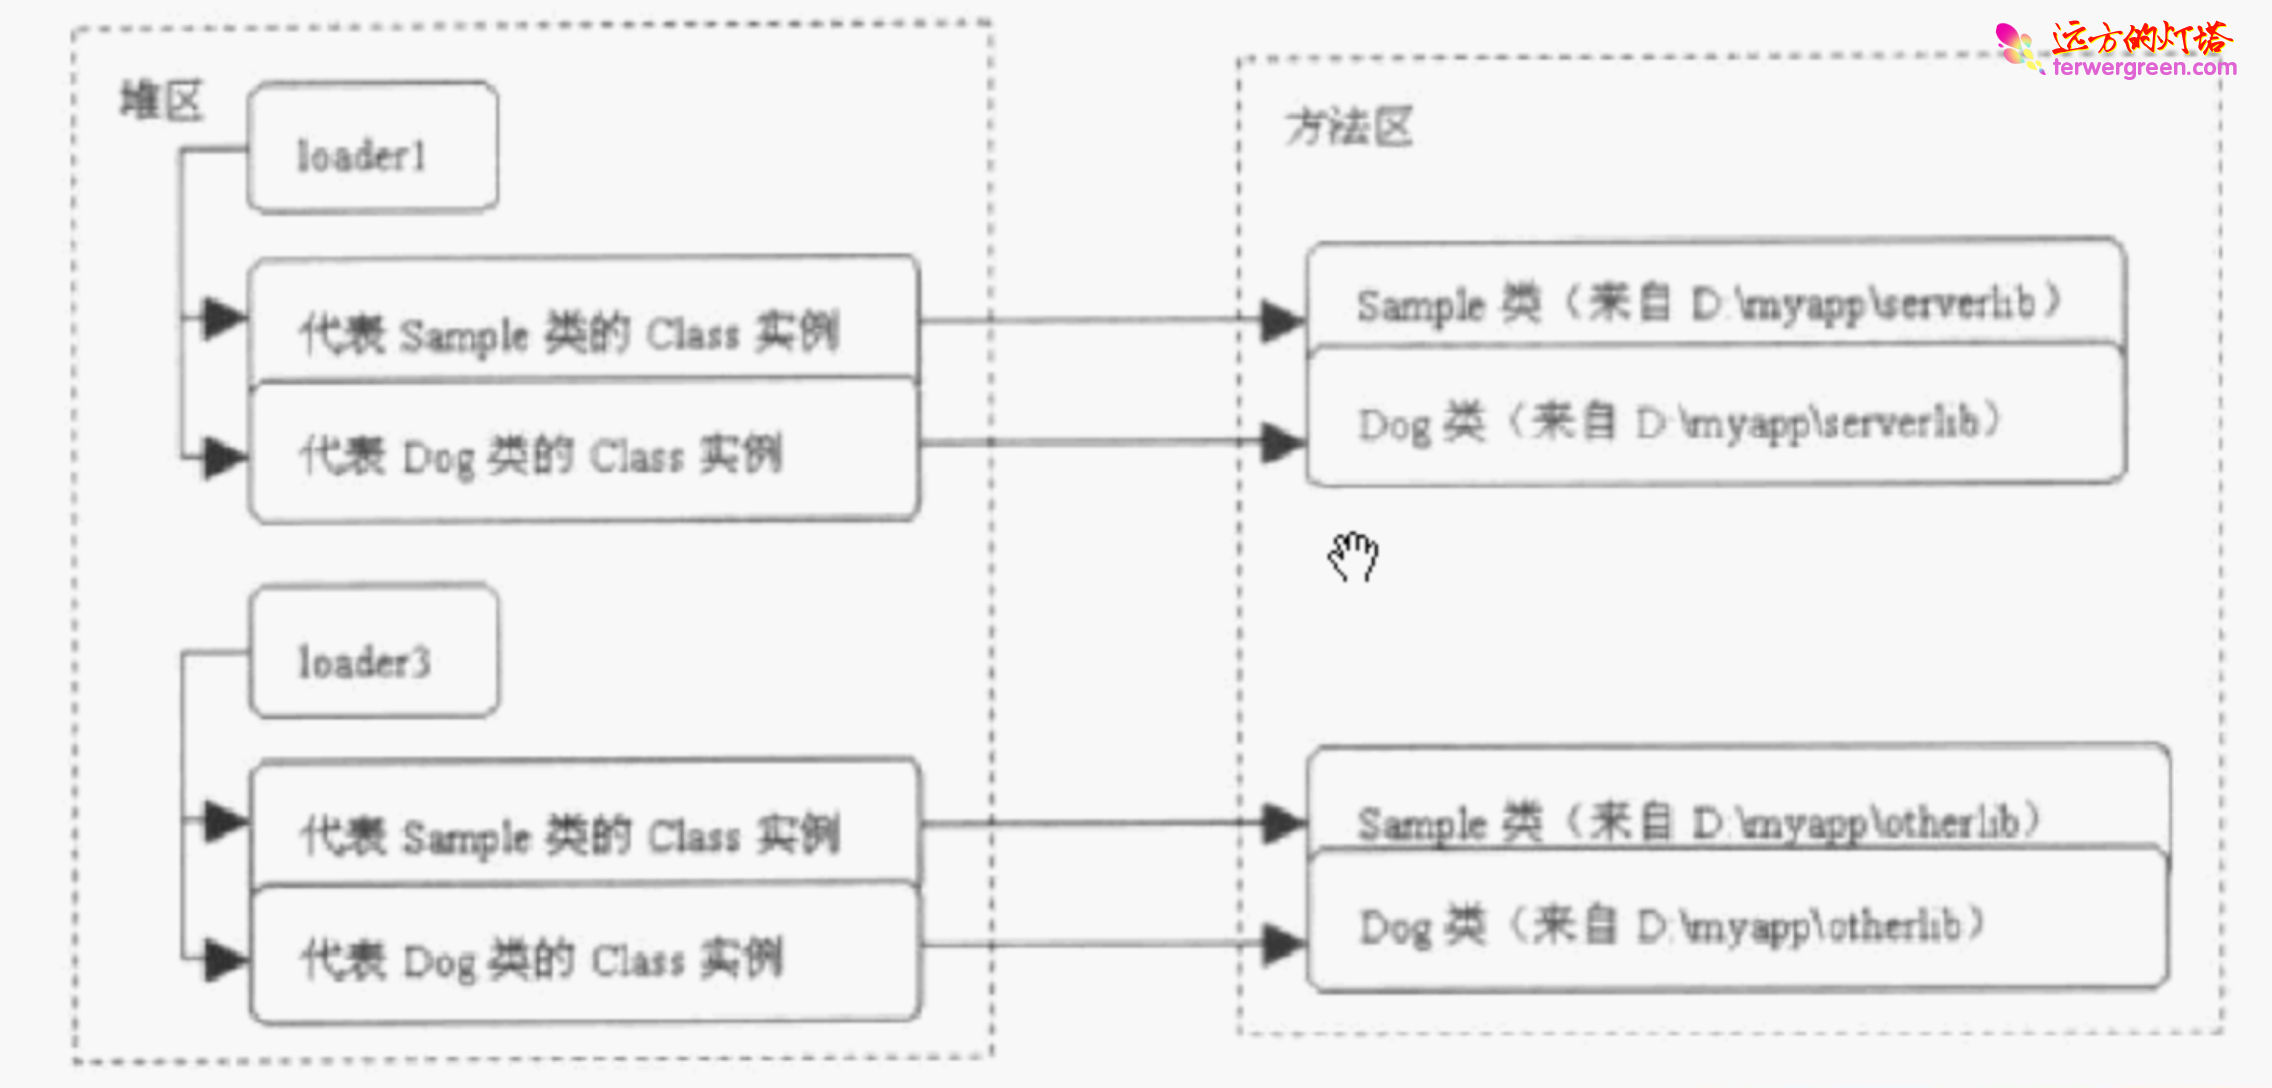 远方的灯塔
terwergreen.com
堆区
loader1
代表 Sample 类的 Class 实例
代表 Dog 类的 Class 实例
loader3
代表 Sample 类的 Class 实例
代表 Dog 类的 Class 实例
方法区
Sample 类（来自 D:\myapp\serverlib）
Dog 类（来自 D:\myapp\serverlib）
Sample 类（来自 D:\myapp\otherlib）
Dog 类（来自 D:\myapp\otherlib）